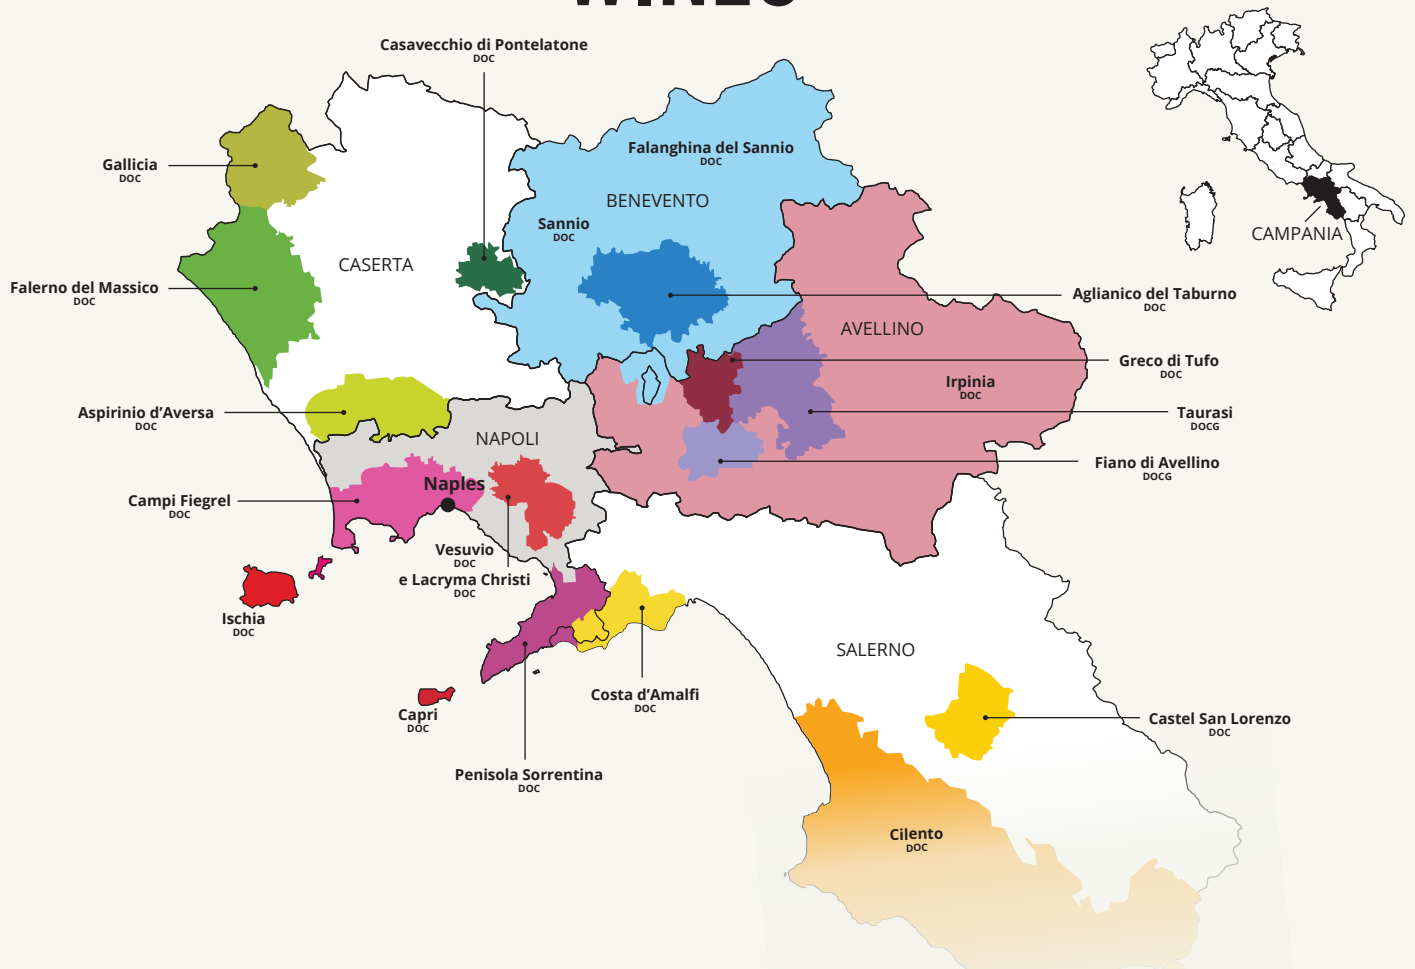 WINES
Casavecchio di Pontelatone
DOC
Falanghina del Sannio
DOC
Gallicia
DOC
BENEVENTO
Sannio
DOC
CAMPANIA
CASERTA
Falerno del Massico
DOC
Aglianico del Taburno
DOC
AVELLINO
Greco di Tufo
DOC
Irpinia
DOC
Aspirinio d’Aversa
DOC
Taurasi
DOCG
NAPOLI
Fiano di Avellino
DOCG
Naples
Campi Fiegrel
DOC
Vesuvio
DOC
e Lacryma Christi
DOC
Ischia
DOC
SALERNO
Costa d’Amalfi
DOC
Capri
DOC
Castel San Lorenzo
DOC
Penisola Sorrentina
DOC
Cilento
DOC